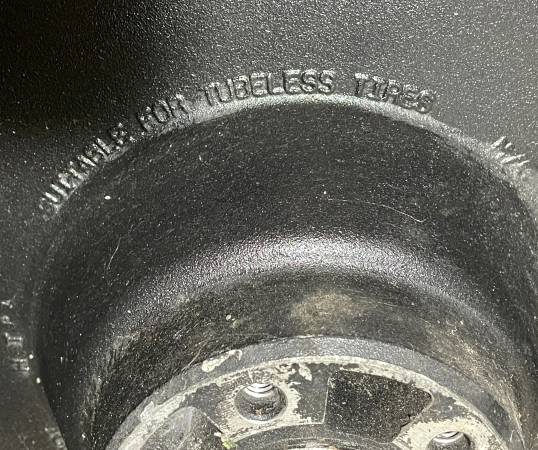 SUITABLE FOR TUBELESS TIRES